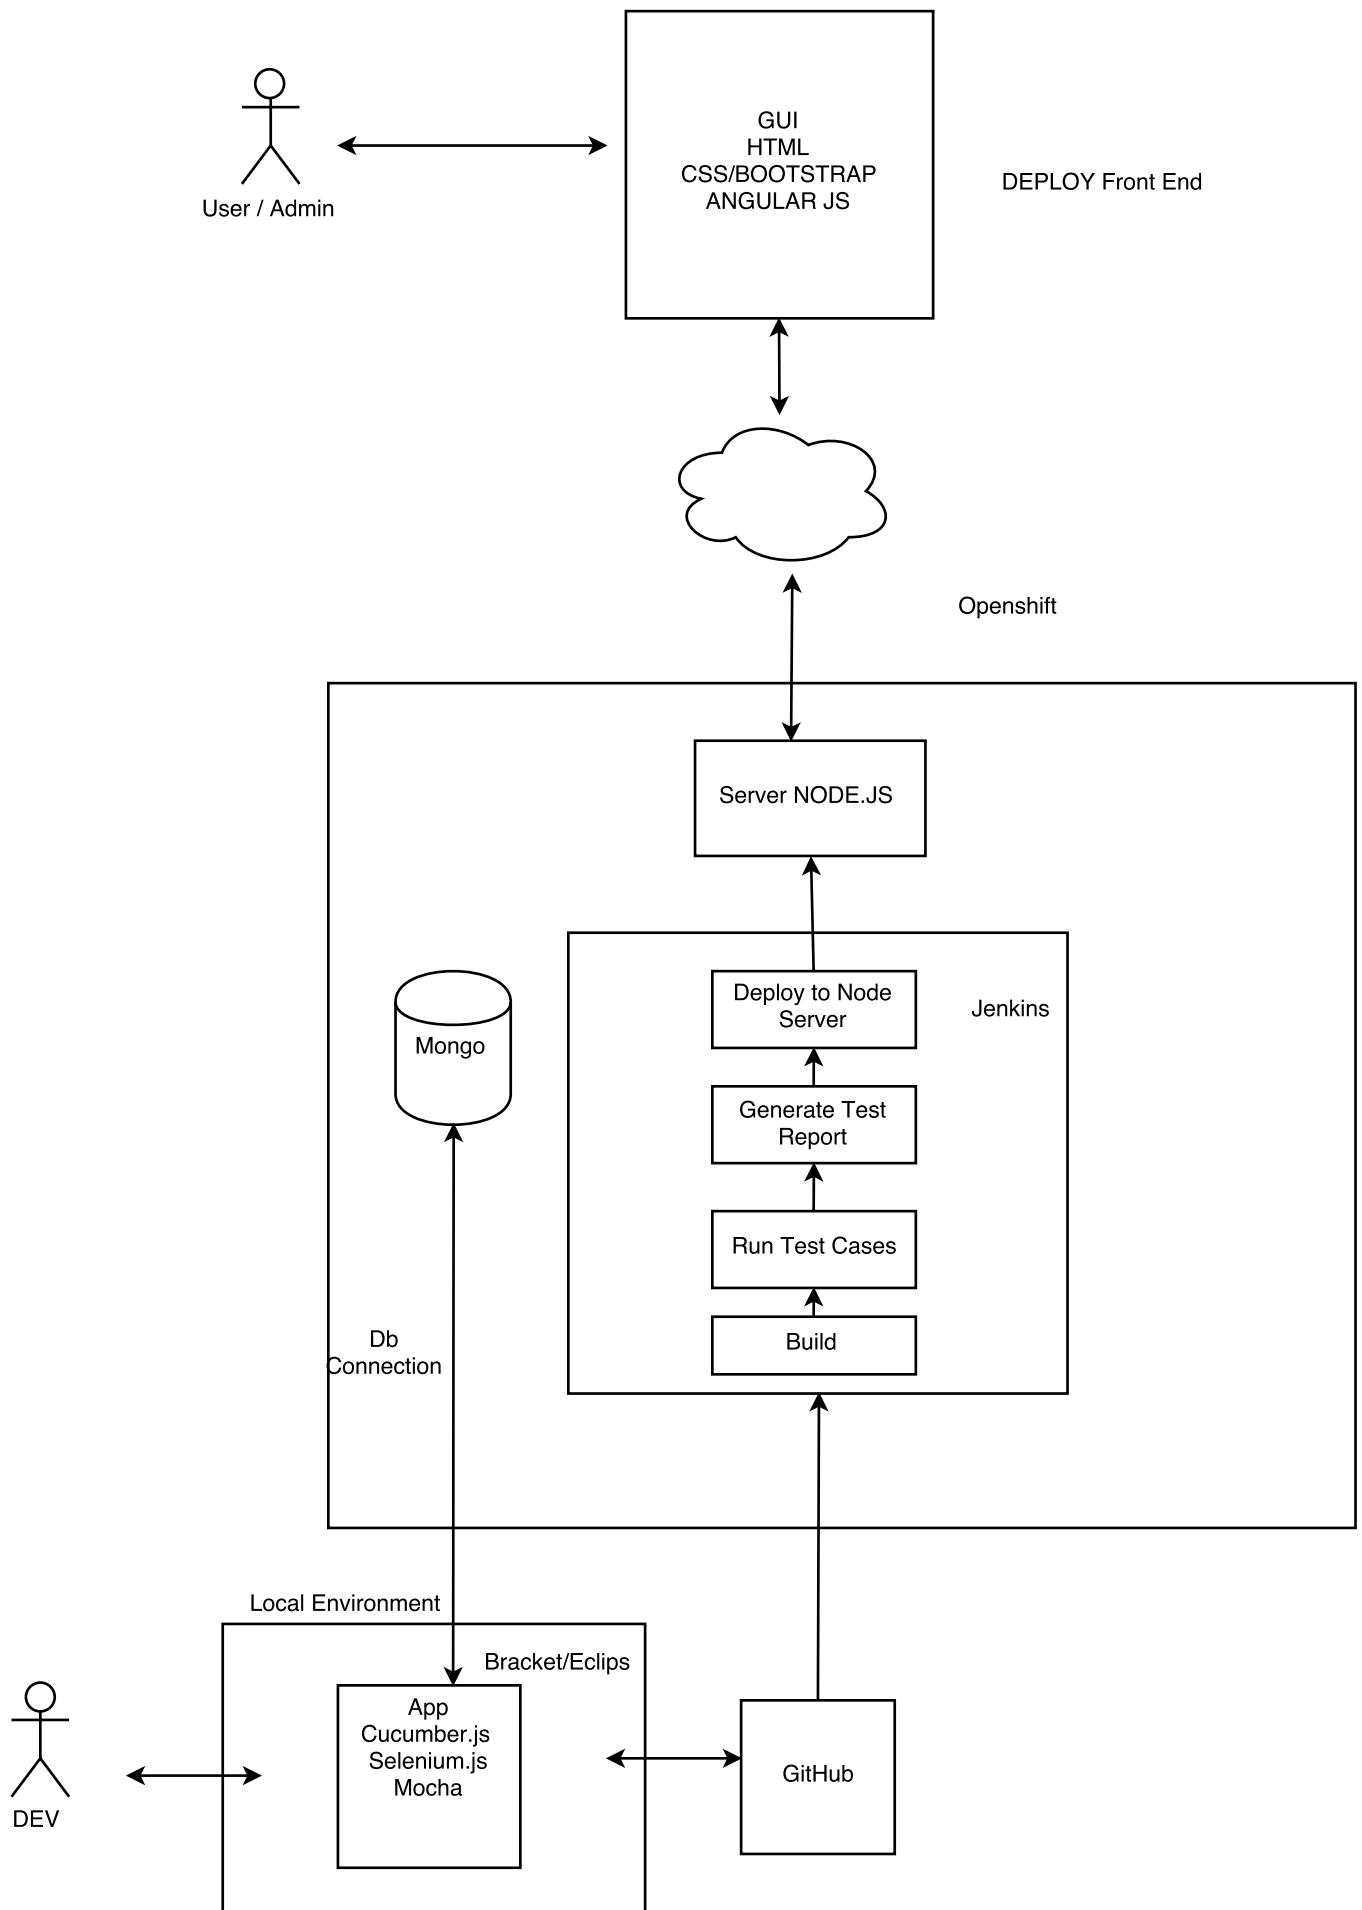 GUI
HTML
CSS/BOOTSTRAP
ANGULAR JS
DEPLOY Front End
User / Admin
Openshift
Server NODE.JS
Deploy to Node
Server
Jenkins
Mongo
Generate Test
Report
Run Test Cases
Build
Db
Connection
Local Environment
Bracket/Eclips
App
Cucumber.js
Selenium.js
Mocha
GitHub
DEV